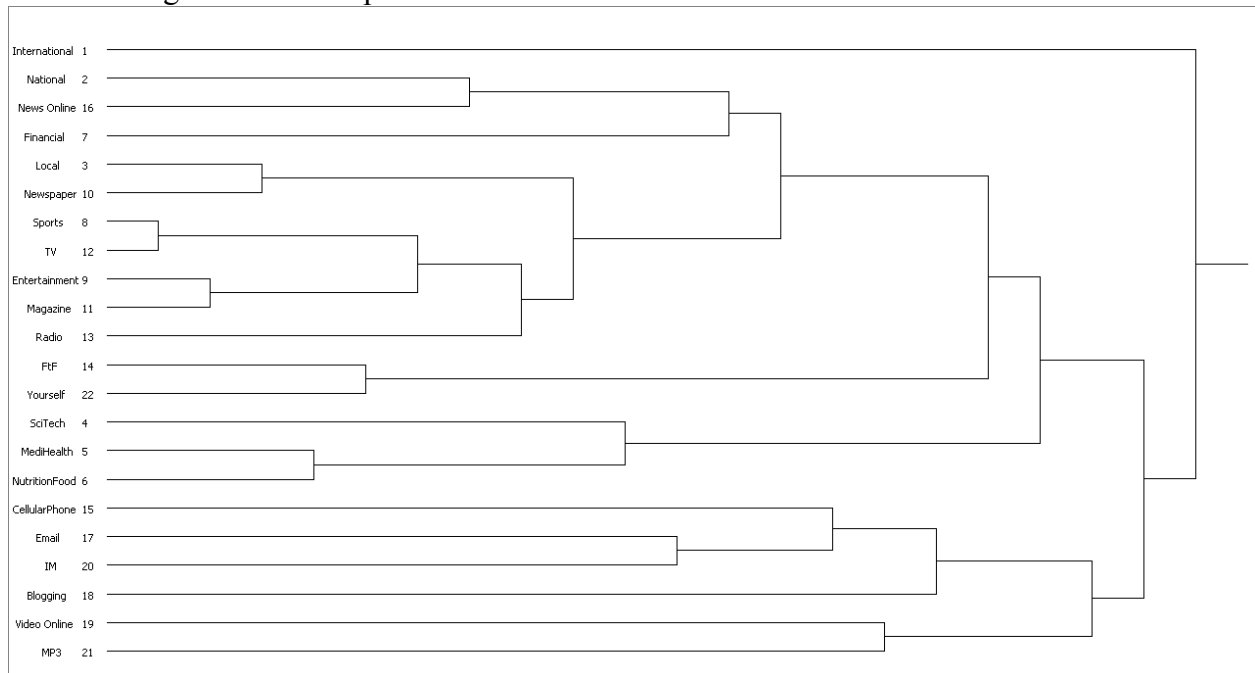 International 1
National 2
News Online 16
Financial 7
Local 3
Newspaper 10
Sports 8
TV 12
Entertainment 9
Magazine 11
Radio 13
FtF 14
Yourself 22
SciTech 4
MediHealth 5
NutritionFood 6
CellularPhone 15
Email 17
IM 20
Blogging 18
Video Online 19
MP3 21